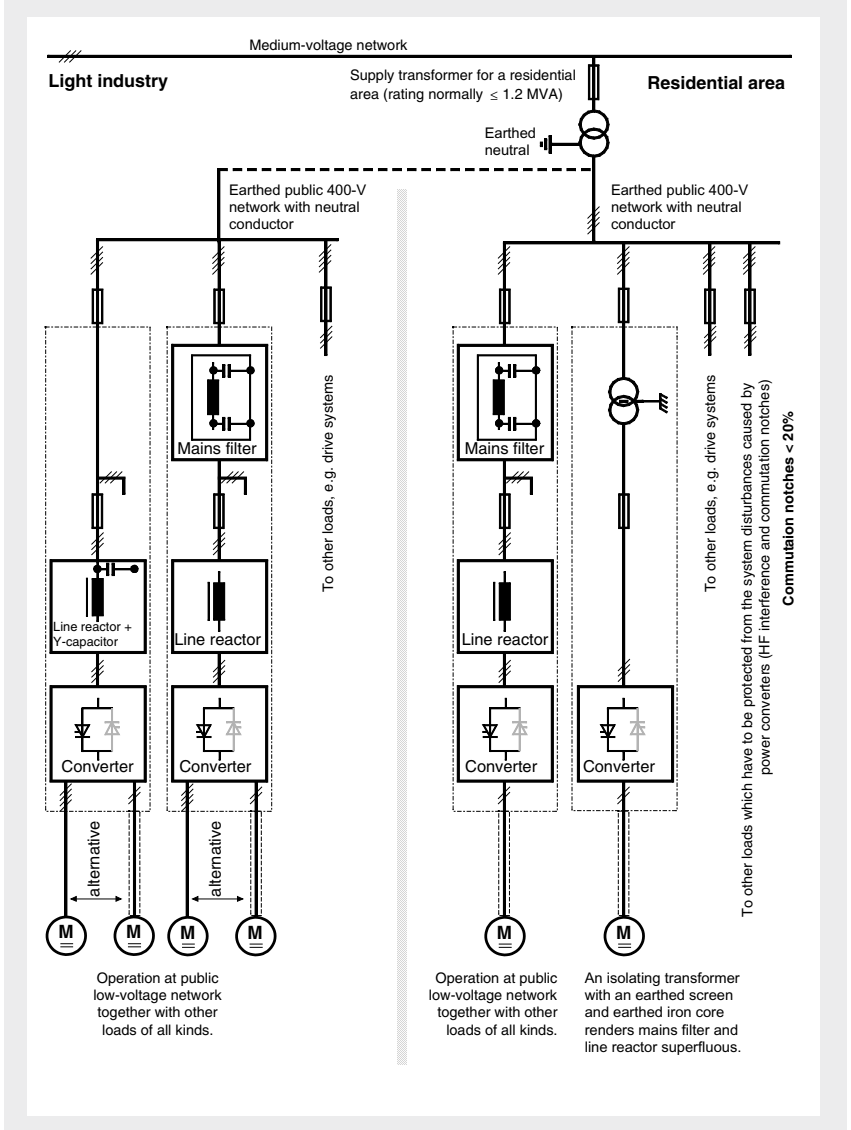 Medium-voltage network
Light industry
Supply transformer for a residential
area (rating normally ≤ 1.2 MVA)
Residential area
Earthed
neutral
Earthed public 400-V
network with neutral
conductor
Earthed public 400-V
network with neutral
conductor
Mains filter
Mains filter
To other loads, e.g. drive systems
To other loads, e.g. drive systems
To other loads which have to be protected from the system disturbances caused by
power converters (HF interference and commutation notches)
Commutaion notches < 20%
Line reactor +
Y-capacitor
Line reactor
Line reactor
Converter
Converter
Converter
Converter
alternative
alternative
M
M
M
M
M
M
Operation at public
low-voltage network
together with other
loads of all kinds.
Operation at public
low-voltage network
together with other
loads of all kinds.
An isolating transformer
with an earthed screen
and earthed iron core
renders mains filter and
line reactor superfluous.